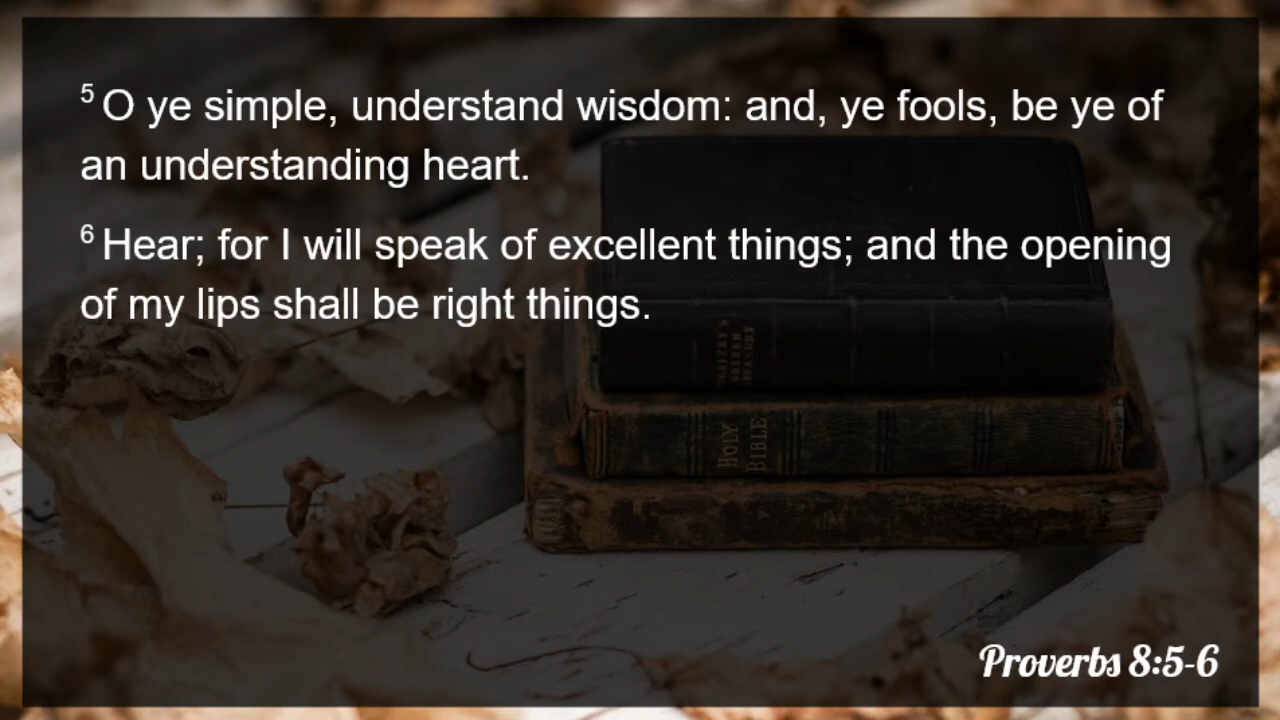 5 O ye simple, understand wisdom: and, ye fools, be ye of
an understanding heart.
6 Hear; for I will speak of excellent things; and the opening
of my lips shall be right things.
HOLY
BIBLE
Proverbs 8:5-6